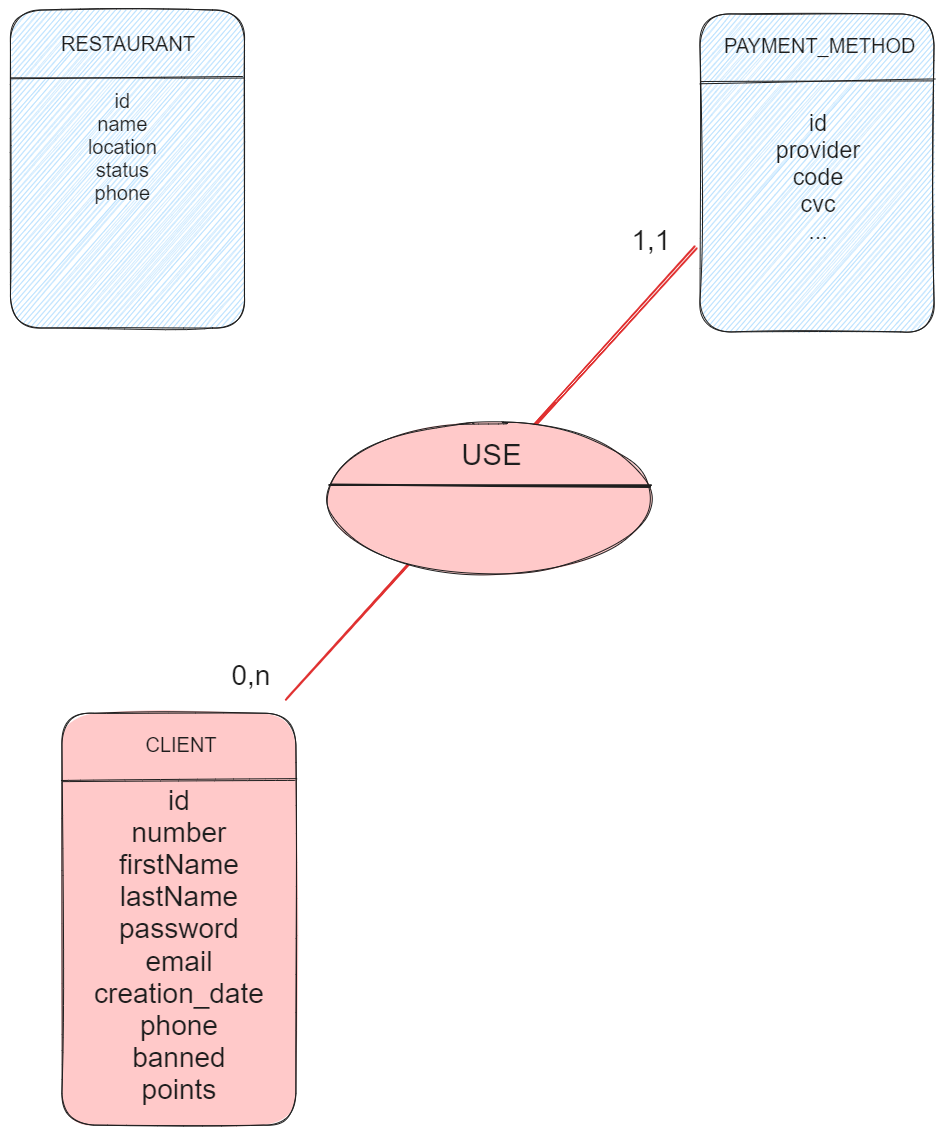 RESTAURANT
id
name
location
status
phone
PAYMENT_METHOD
id
provider
code
cvc
...
1,1
USE
0,n
CLIENT
id
number
firstName
lastName
password
email
creation_date
phone
banned
points